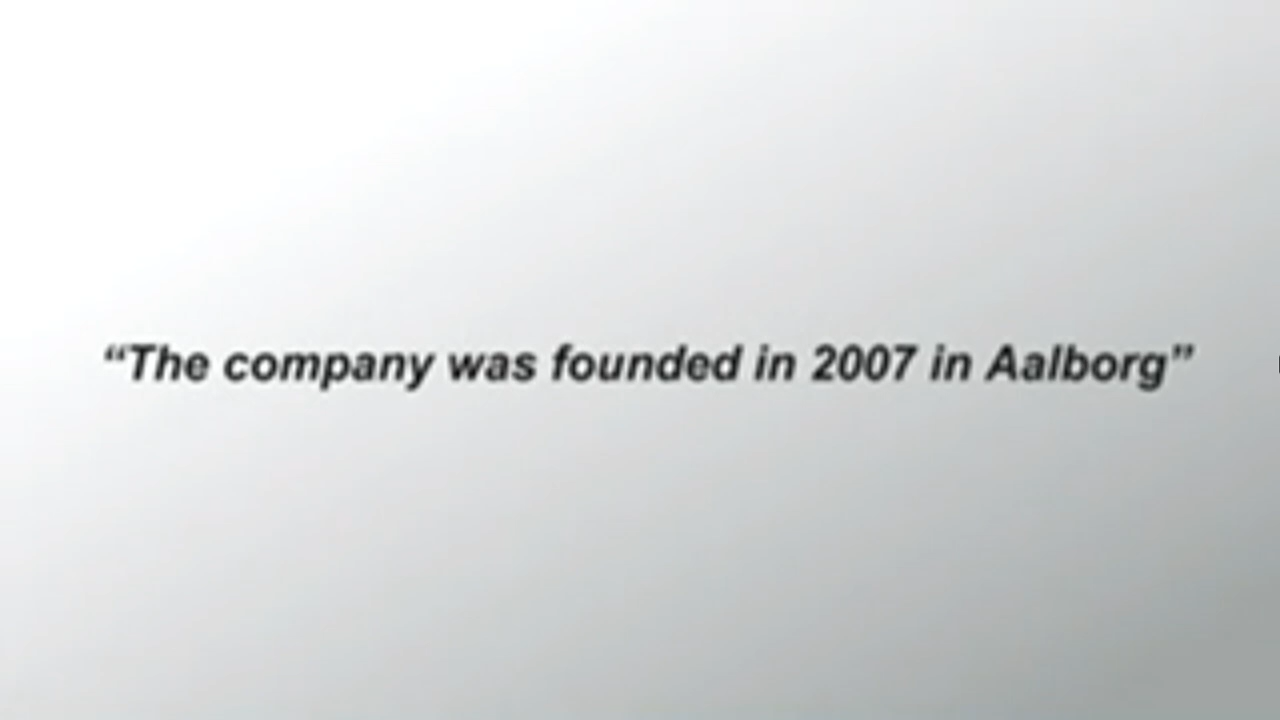 “The company was founded in 2007 in Aalborg”